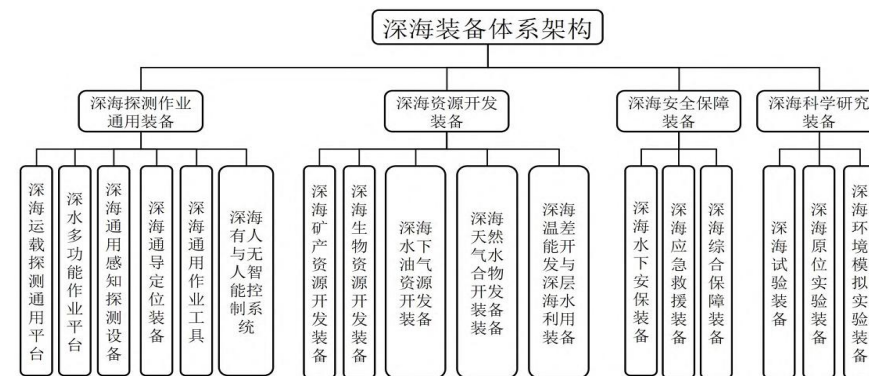 深海装备体系架构
深海探测作业
通用装备
深海资源开发
装备
深海安全保障
装备
深海科学研究
装备
深海运载探测通用平台
深水多功能作业平台
深海通用感知探测设备
深海通导定位装备
深海通用作业工具
深海有人与无人智能控制系统
深海矿产资源开发装备
深海生物资源开发装备
深海水下油气资源开发装备
深海天然气水合物开发装备装备
深海温差能开发与深层海水利用装备
深海水下安保装备
深海应急救援装备
深海综合保障装备
深海试验装备
深海原位实验装备
深海环境模拟实验装备